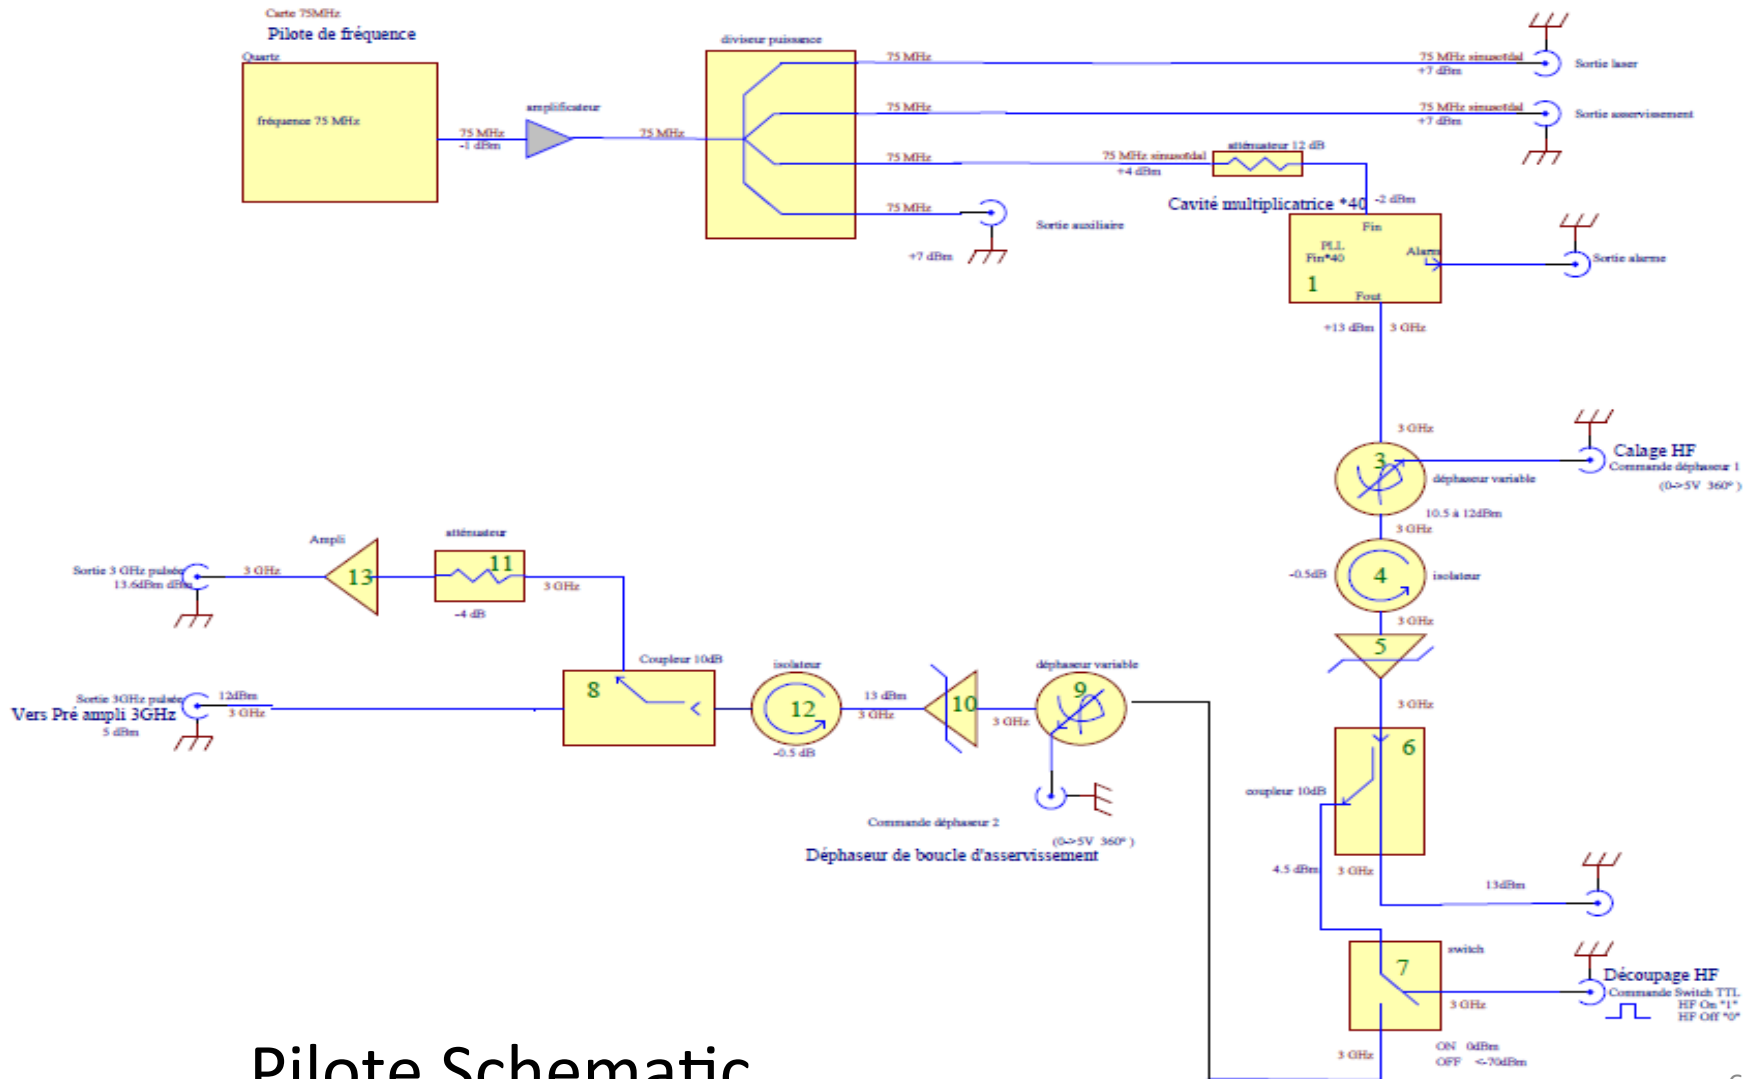 Carte 75MHz
Pilote de fréquence
Quartz
fréquence 75 MHz
75 MHz
-1 dBm
amplificateur
75 MHz
diviseur puissance
75 MHz
75 MHz sinusoïdal
+7 dBm
Sortie laser
75 MHz
75 MHz sinusoïdal
+7 dBm
Sortie asservissement
75 MHz
75 MHz sinusoïdal
+4 dBm
atténuateur 12 dB
75 MHz
+7 dBm
Sortie auxiliaire
Cavité multiplicatrice *40
-2 dBm
Fin
PLL
Fin*40
Alarm
1
Fout
Sortie alarme
+13 dBm
3 GHz
3 GHz
3
Calage HF
Commande déphaseur 1
(0->5V 360° )
déphaseur variable
10.5 à 12dBm
3 GHz
-0.5dB
4
isolateur
3 GHz
5
3 GHz
6
coupleur 10dB
4.5 dBm
3 GHz
13dBm
switch
7
Découpage HF
Commande Switch TTL
HF On "1"
HF Off "0"
3 GHz
ON 0dBm
OFF <-70dBm
3 GHz
Ampli
atténuateur
Sortie 3 GHz pulsée
13.6dBm dBm
3 GHz
13
11
3 GHz
-4 dB
Coupleur 10dB
isolateur
déphaseur variable
Sortie 3GHz pulsée
Vers Pré ampli 3GHz
5 dBm
12dBm
3 GHz
8
12
-0.5 dB
13 dBm
3 GHz
10
3 GHz
9
Commande déphaseur 2
(0->5V 360° )
Déphaseur de boucle d'asservissement
Pilote Schematic